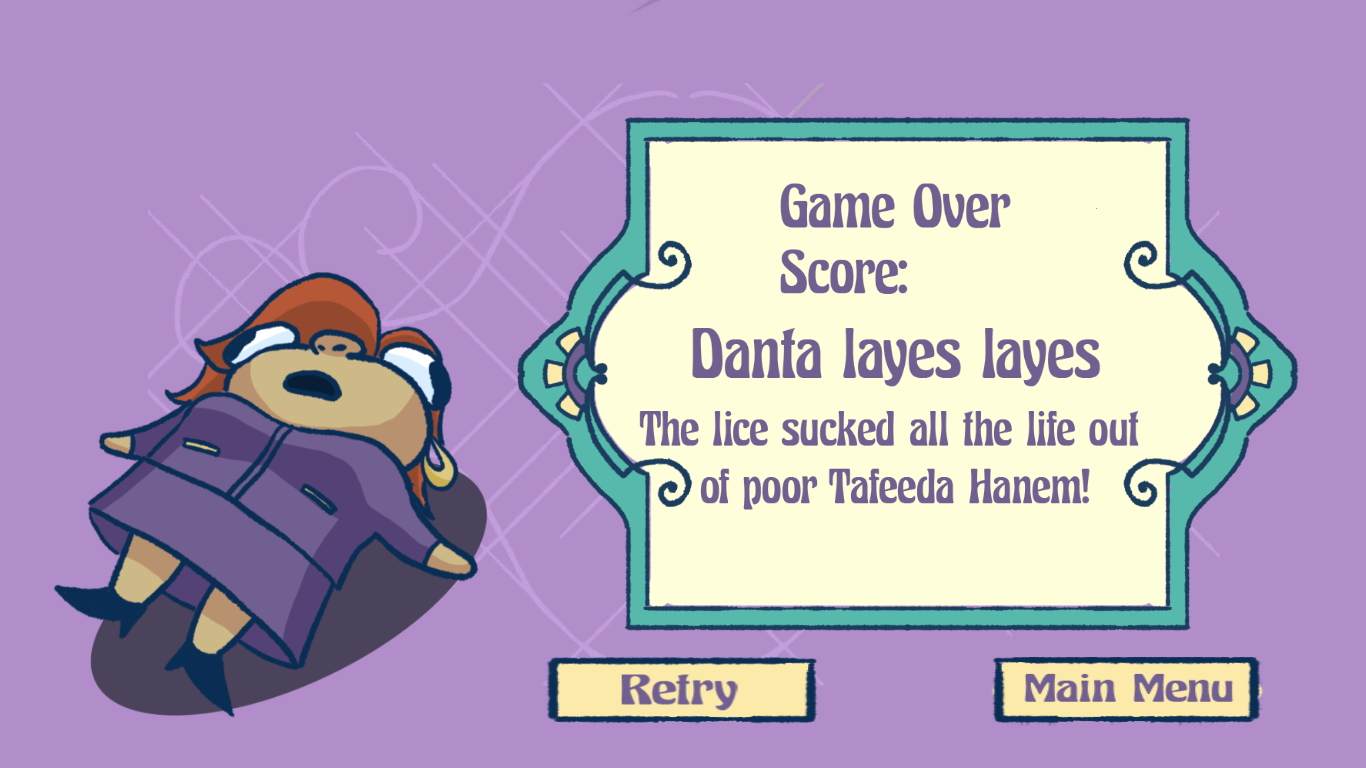 Game Over
Score:
Danta layes layes
The lice sucked all the life out
of poor Tafeeda Hanem!
Retry
Main Menu